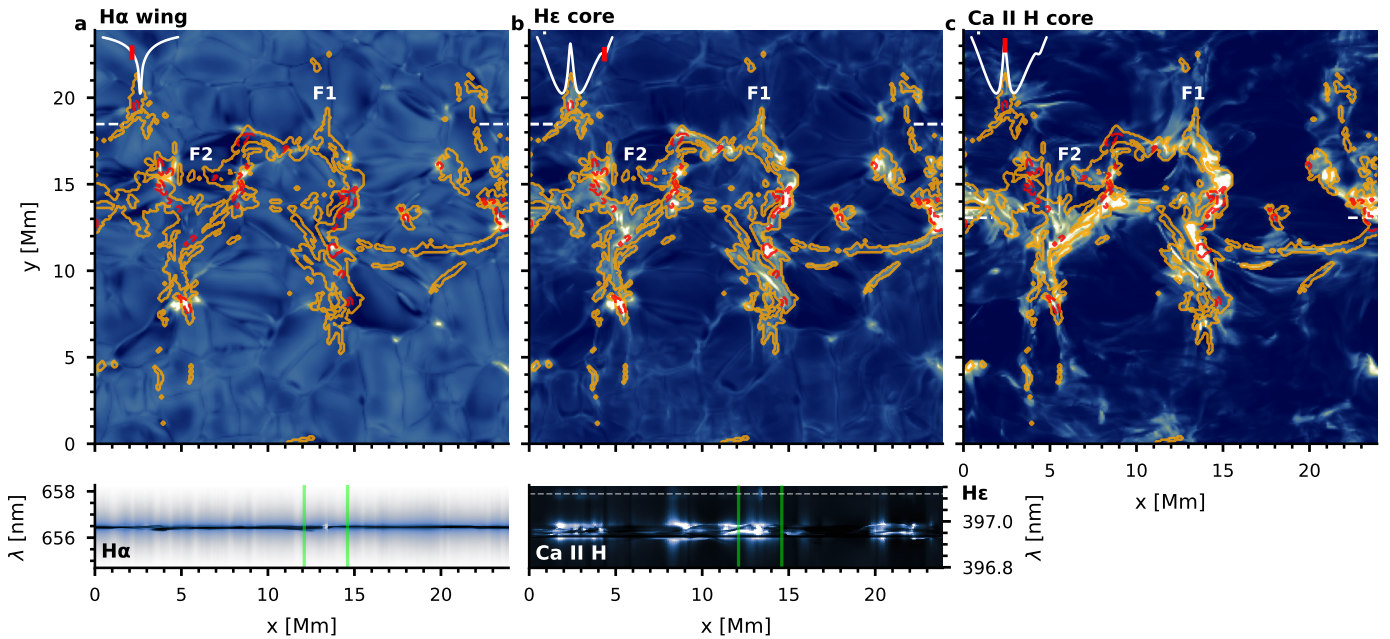 a Hα wing
b Hε core
c Ca II H core
F1
F2
F1
F2
F1
F2
20
15
10
5
0
y [Mm]
0 5 10 15 20
x [Mm]
658
656
λ [nm]
Hα
0 5 10 15 20
x [Mm]
Ca II H
Hε
397.0
396.8
λ [nm]
0 5 10 15 20
x [Mm]